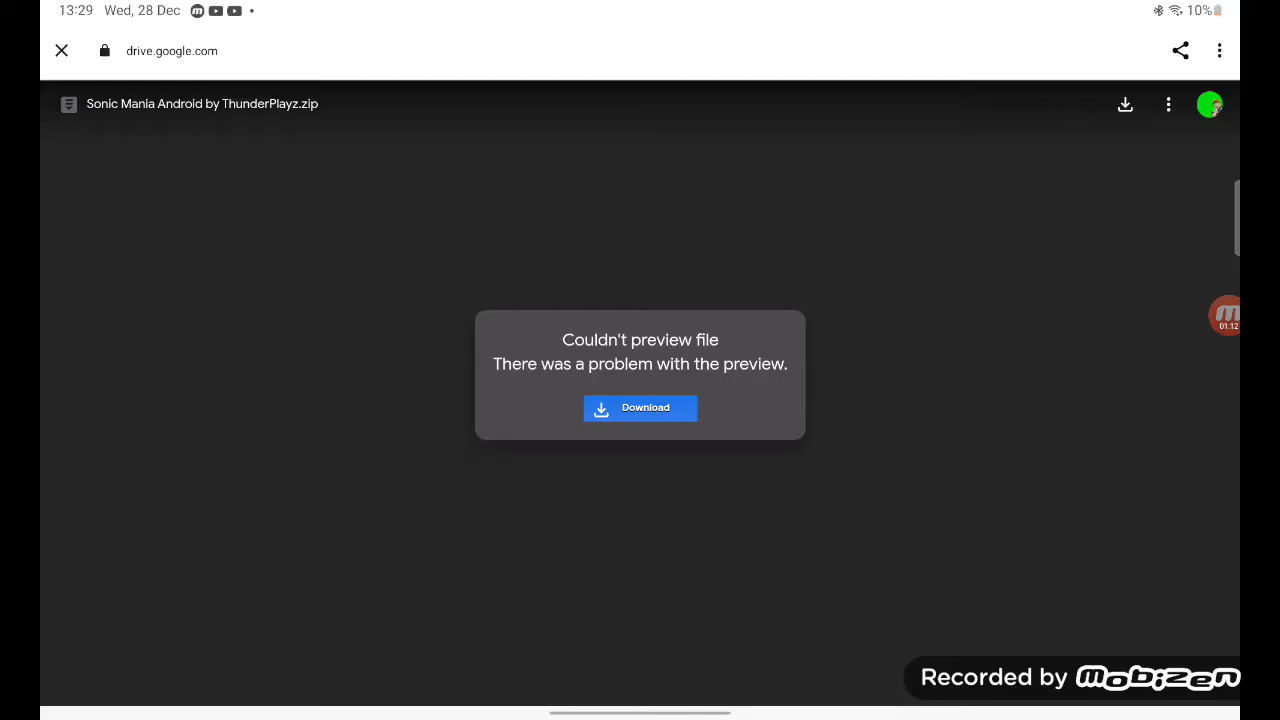 13:29 Wed, 28 Dec
10%
drive.google.com
Sonic Mania Android by ThunderPlayz.zip
01:12
Couldn't preview file
There was a problem with the preview.
Download
Recorded by mobizen